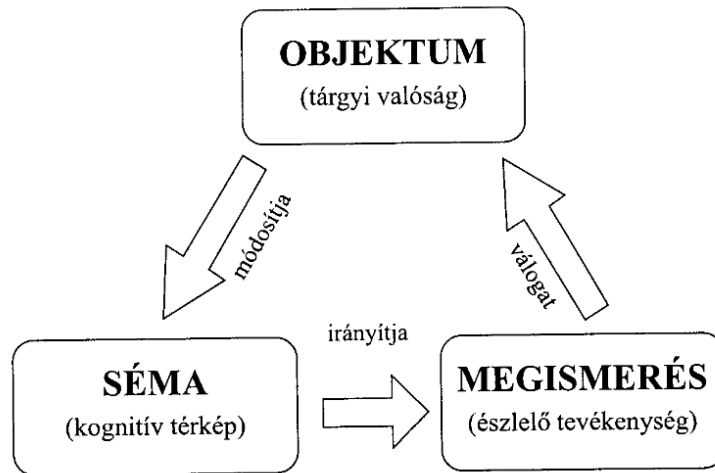 OBJEKTUM
(tárgyi valóság)
módosítja
válogat
irányítja
SÉMA
(kognitív térkép)
MEGISMERÉS
(észlelő tevékenység)